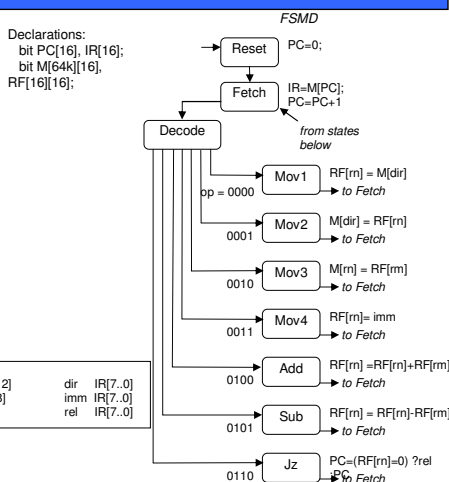 FSMD
Declarations:
bit PC[16], IR[16];
bit M[64k][16],
RF[16][16];
Reset
PC=0;
Fetch
IR=M[PC];
PC=PC+1
from states
below
Decode
op = 0000
Mov1
RF[rn] = M[dir]
to Fetch
0001
Mov2
M[dir] = RF[rn]
to Fetch
0010
Mov3
M[rn] = RF[rm]
to Fetch
0011
Mov4
RF[rn]= imm
to Fetch
0100
Add
RF[rn] =RF[rn]+RF[rm]
to Fetch
0101
Sub
RF[rn] = RF[rn]-RF[rm]
to Fetch
0110
Jz
PC=(RF[rn]=0) ?rel
:PC
to Fetch
2] dir IR[7..0]
] imm IR[7..0]
rel IR[7..0]